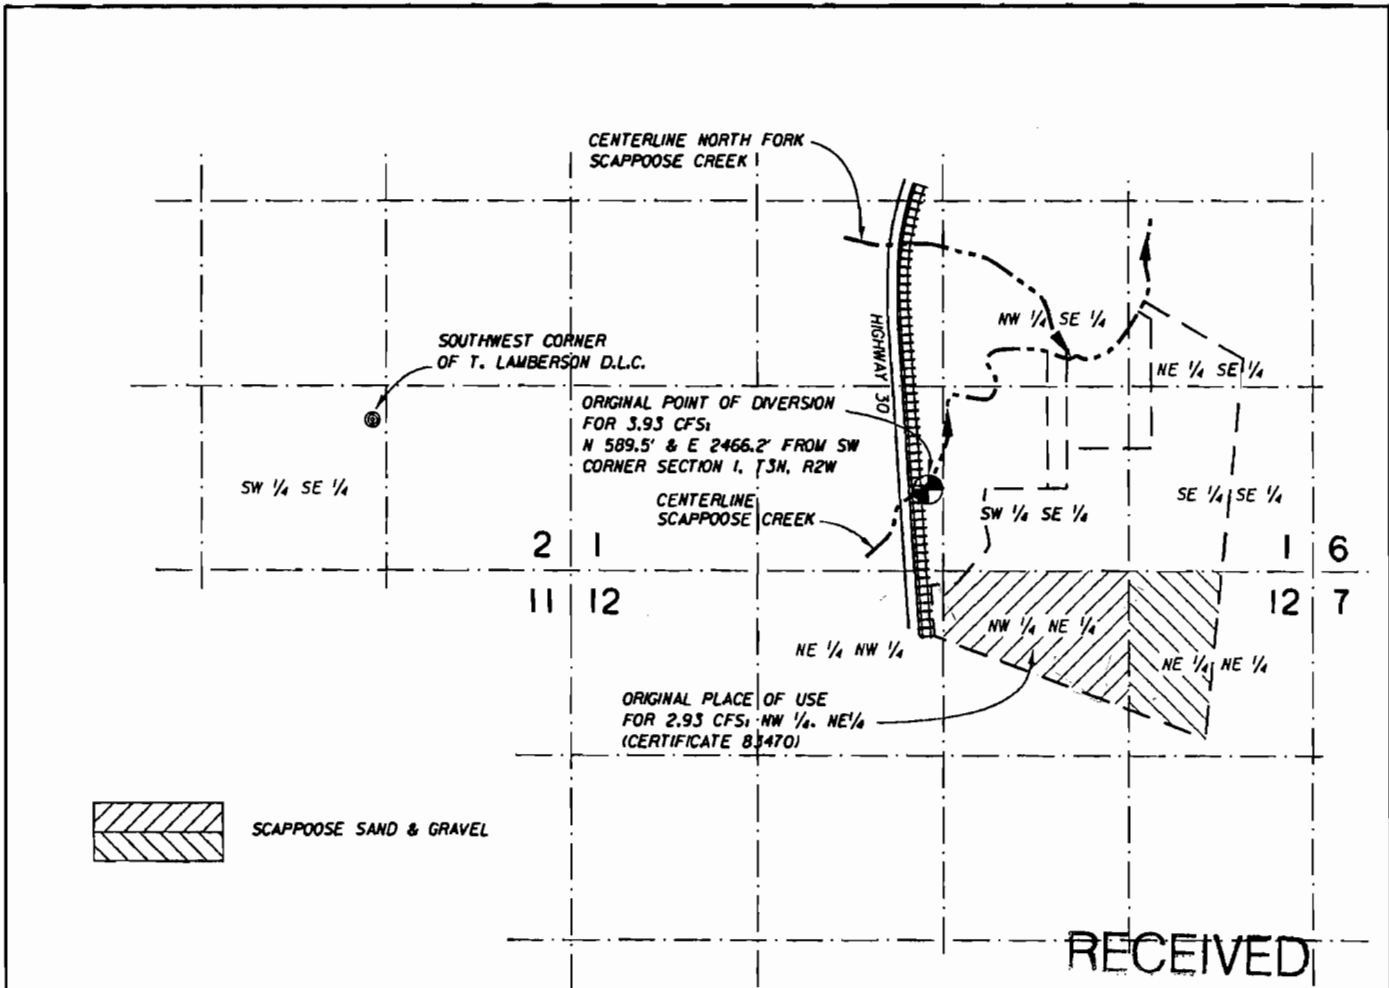 CENTERLINE NORTH FORK
SCAPPOOSE CREEK
SOUTHWEST CORNER
OF T. LAMBERSON D.L.C.
HIGHWAY 30
NW ¼ SE ¼
NE ¼ SE ¼
ORIGINAL POINT OF DIVERSION
FOR 3.93 CFS:
N 589.5' & E 2466.2' FROM SW
CORNER SECTION 1, T3N, R2W
SW ¼ SE ¼
CENTERLINE
SCAPPOOSE CREEK
SW ¼ SE ¼
SE ¼ SE ¼
2 1
11 12
1 6
12 7
NE ¼ NW ¼
NW ¼ NE ¼
NE ¼ NE ¼
ORIGINAL PLACE OF USE
FOR 2.93 CFS: NW ¼, NE¼
(CERTIFICATE 83470)
SCAPPOOSE SAND & GRAVEL
RECEIVED